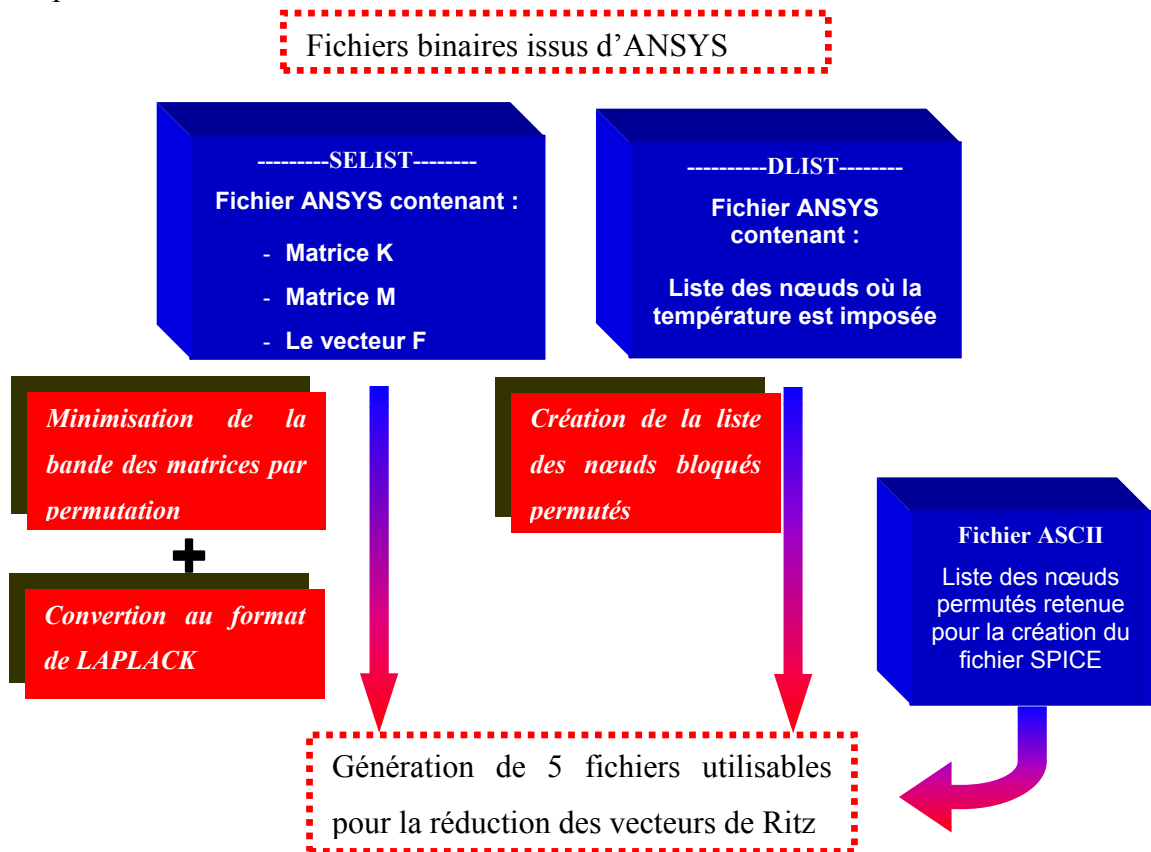 Fichiers binaires issus d'ANSYS
---------SELIST--------
Fichier ANSYS contenant :
- Matrice K
- Matrice M
- Le vecteur F
----------DLIST----
Fichier ANSYS
contenant :
Liste des nœuds où la
température est imposée
Minimisation de la
bande des matrices par
permutation
+
Convertion au format
de LAPLACK
Création de la liste
des nœuds bloqués
permutés
Fichier ASCII
Liste des nœuds
permutés retenue
pour la création du
fichier SPICE
Génération de 5 fichiers utilisables
pour la réduction des vecteurs de Ritz